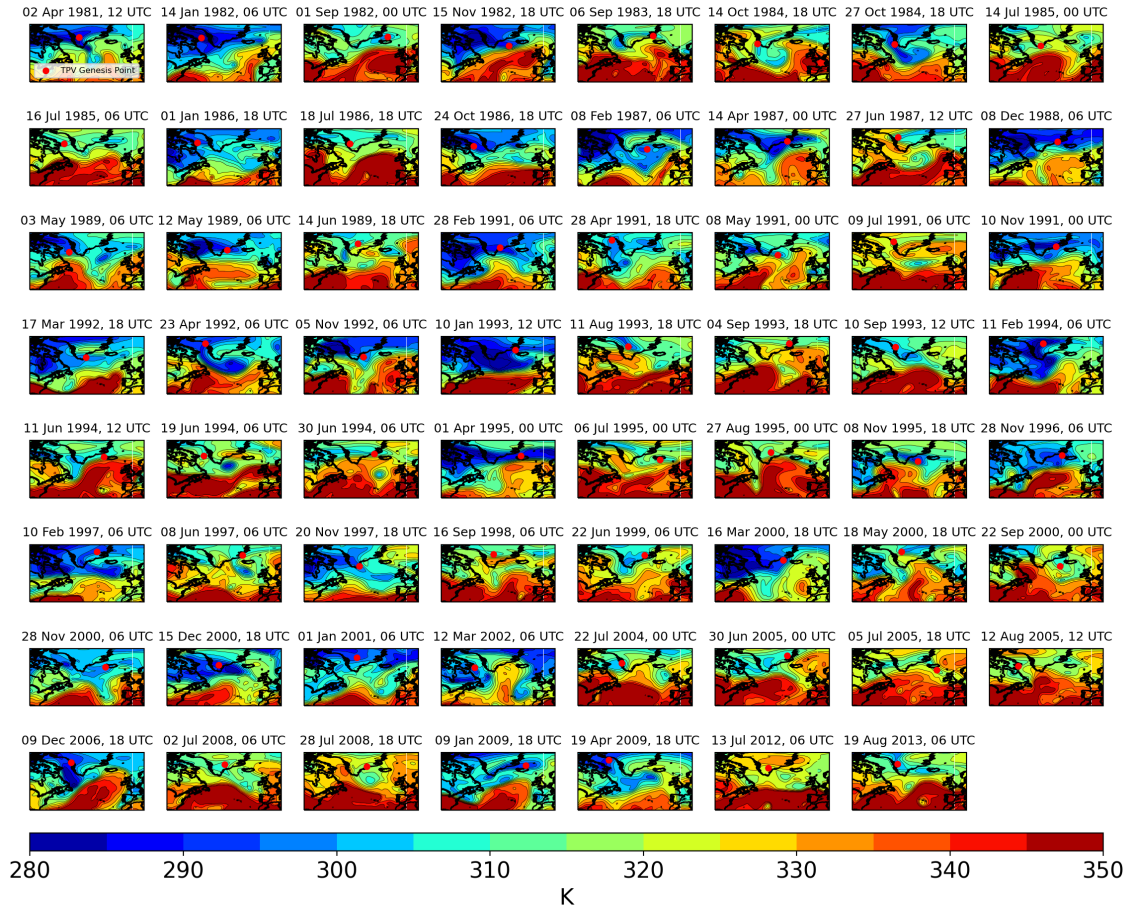 02 Apr 1981, 12 UTC 14 Jan 1982, 06 UTC 01 Sep 1982, 00 UTC 15 Nov 1982, 18 UTC 06 Sep 1983, 18 UTC 14 Oct 1984, 18 UTC 27 Oct 1984, 18 UTC 14 Jul 1985, 00 UTC
TPV Genesis Point
16 Jul 1985, 06 UTC 01 Jan 1986, 18 UTC 18 Jul 1986, 18 UTC 24 Oct 1986, 18 UTC 08 Feb 1987, 06 UTC 14 Apr 1987, 00 UTC 27 Jun 1987, 12 UTC 08 Dec 1988, 06 UTC
03 May 1989, 06 UTC 12 May 1989, 06 UTC 14 Jun 1989, 18 UTC 28 Feb 1991, 06 UTC 28 Apr 1991, 18 UTC 08 May 1991, 00 UTC 09 Jul 1991, 06 UTC 10 Nov 1991, 00 UTC
17 Mar 1992, 18 UTC 23 Apr 1992, 06 UTC 05 Nov 1992, 06 UTC 10 Jan 1993, 12 UTC 11 Aug 1993, 18 UTC 04 Sep 1993, 18 UTC 10 Sep 1993, 12 UTC 11 Feb 1994, 06 UTC
11 Jun 1994, 12 UTC 19 Jun 1994, 06 UTC 30 Jun 1994, 06 UTC 01 Apr 1995, 00 UTC 06 Jul 1995, 00 UTC 27 Aug 1995, 00 UTC 08 Nov 1995, 18 UTC 28 Nov 1996, 06 UTC
10 Feb 1997, 06 UTC 08 Jun 1997, 06 UTC 20 Nov 1997, 18 UTC 16 Sep 1998, 06 UTC 22 Jun 1999, 06 UTC 16 Mar 2000, 18 UTC 18 May 2000, 18 UTC 22 Sep 2000, 00 UTC
28 Nov 2000, 06 UTC 15 Dec 2000, 18 UTC 01 Jan 2001, 06 UTC 12 Mar 2002, 06 UTC 22 Jul 2004, 00 UTC 30 Jun 2005, 00 UTC 05 Jul 2005, 18 UTC 12 Aug 2005, 12 UTC
09 Dec 2006, 18 UTC 02 Jul 2008, 06 UTC 28 Jul 2008, 18 UTC 09 Jan 2009, 18 UTC 19 Apr 2009, 18 UTC 13 Jul 2012, 06 UTC 19 Aug 2013, 06 UTC
280 290 300 310 320 330 340 350
K